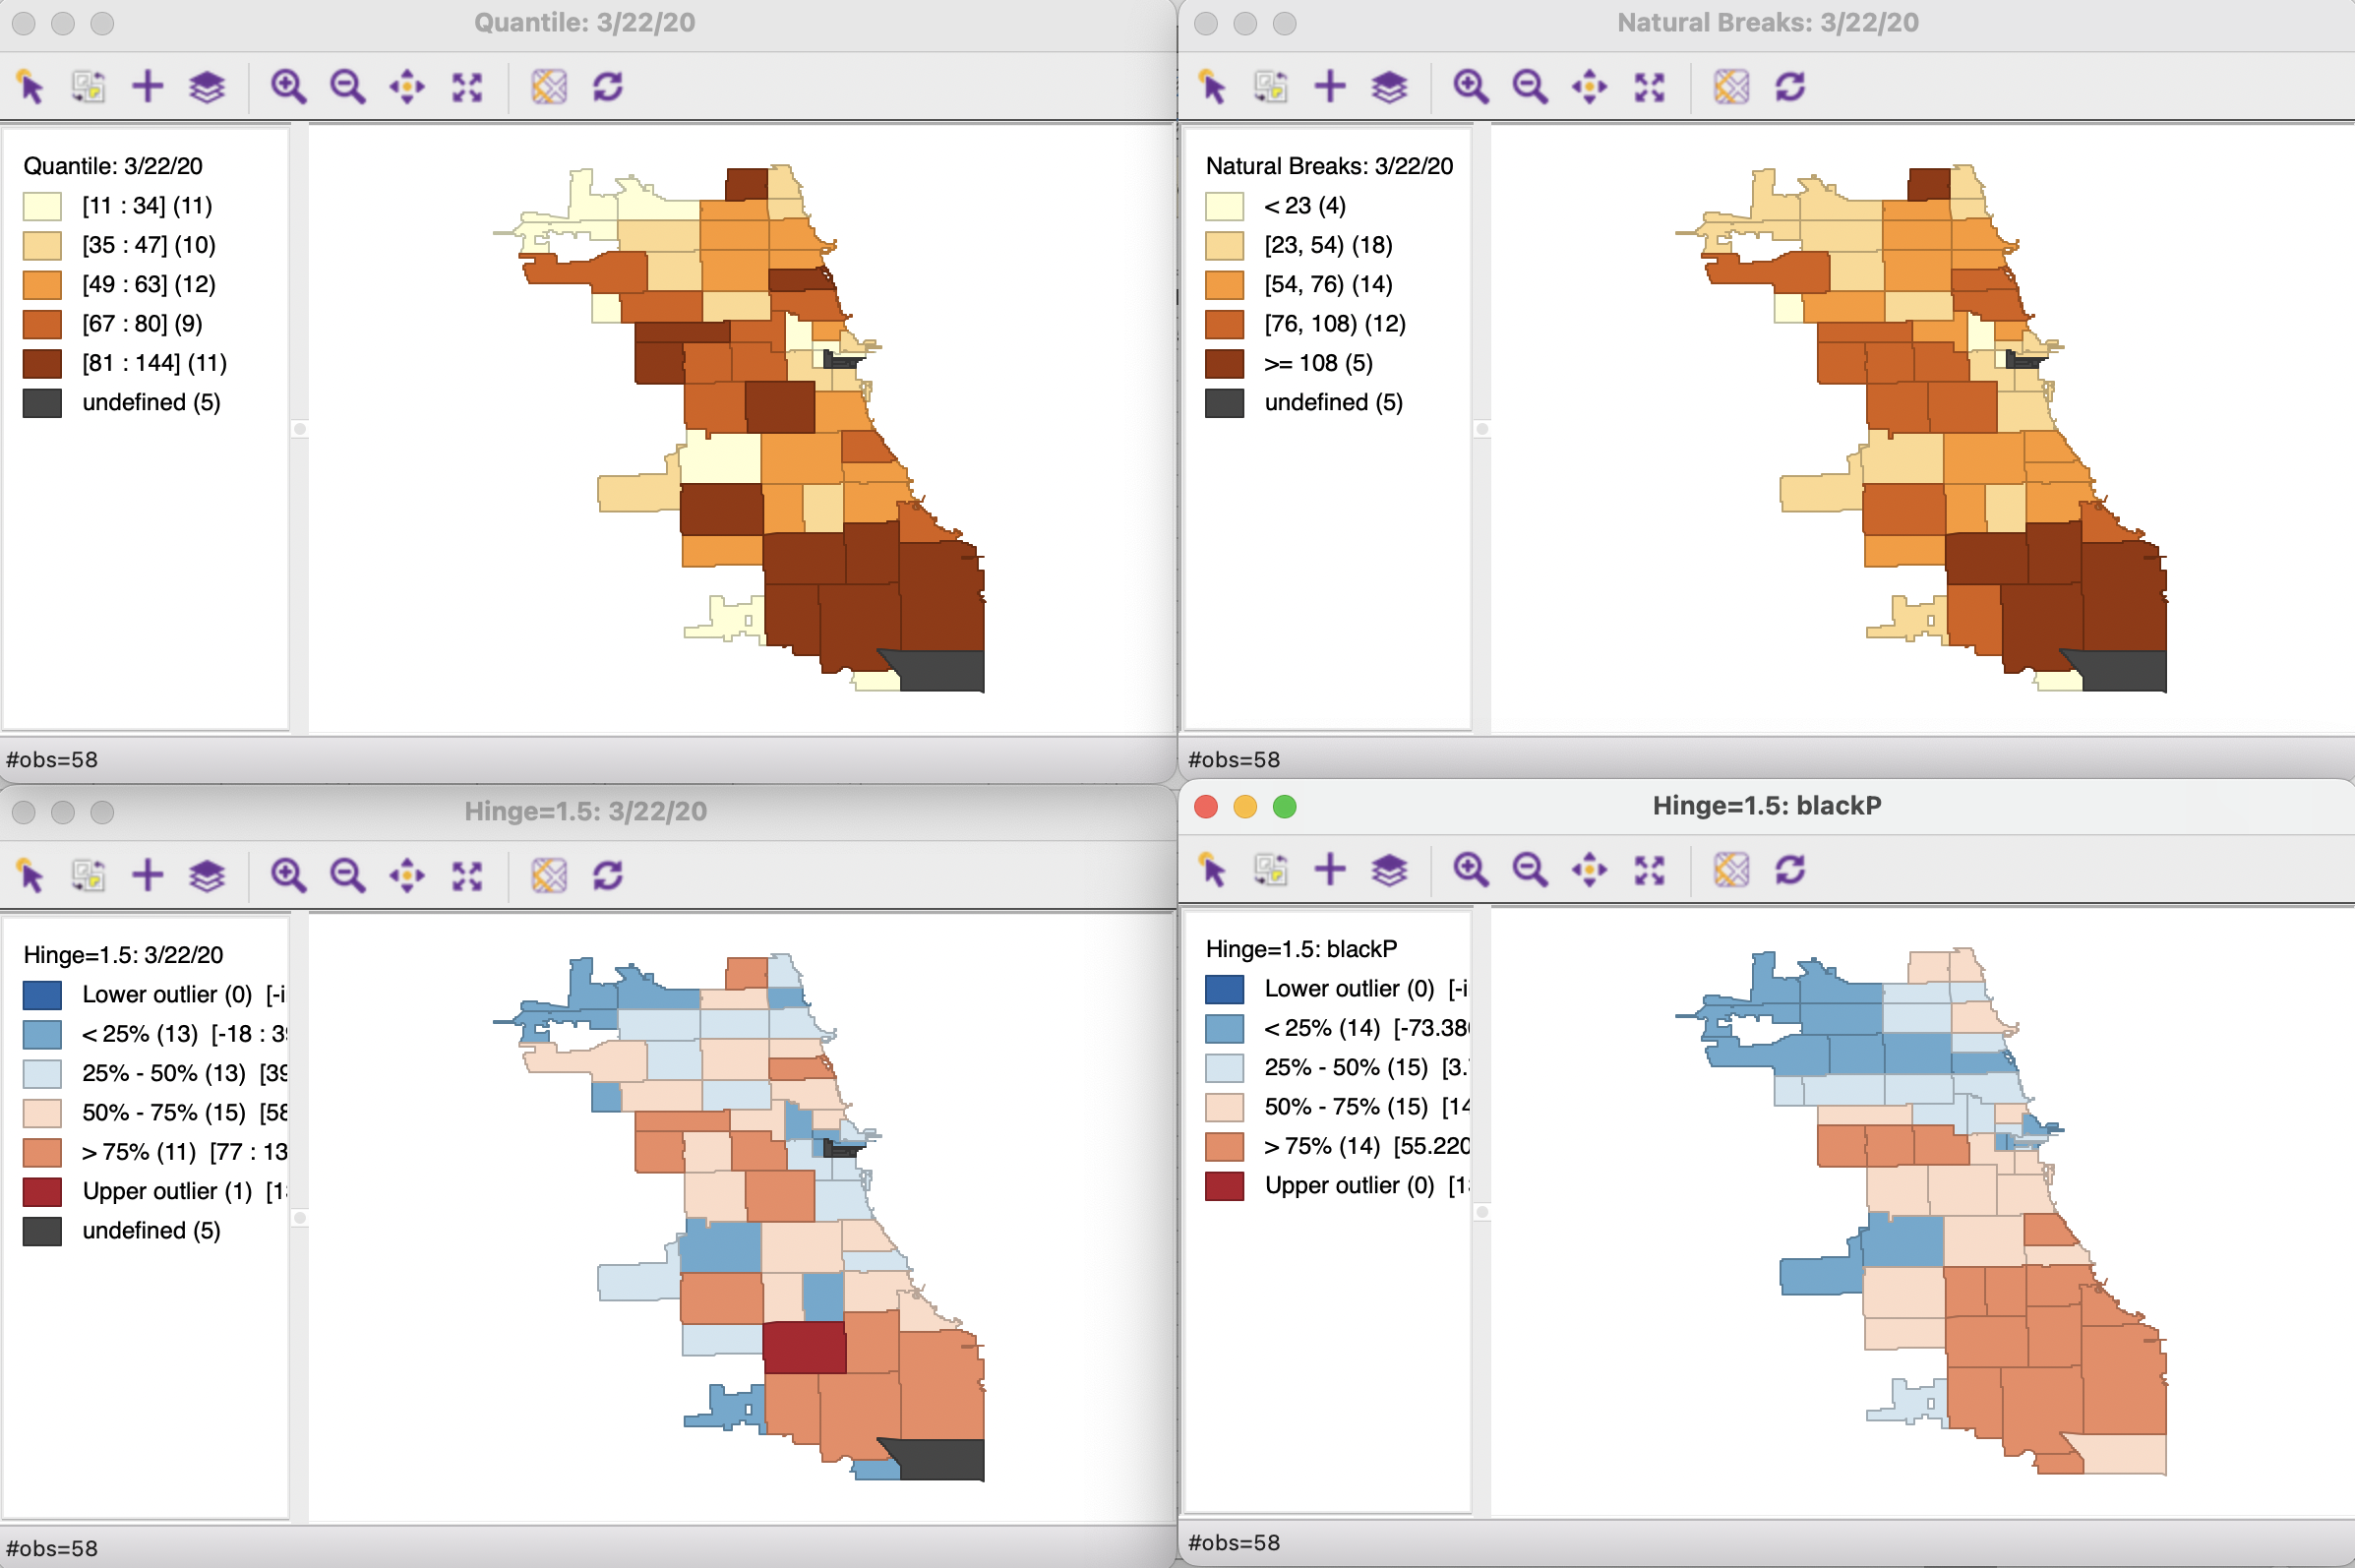 Quantile: 3/22/20
Quantile: 3/22/20
[11 : 34] (11)
[35 : 47] (10)
[49 : 63] (12)
[67 : 80] (9)
[81 : 144] (11)
undefined (5)
#obs=58
Natural Breaks: 3/22/20
Natural Breaks: 3/22/20
< 23 (4)
[23, 54) (18)
[54, 76) (14)
[76, 108) (12)
>= 108 (5)
undefined (5)
#obs=58
Hinge=1.5: 3/22/20
Hinge=1.5: 3/22/20
Lower outlier (0) [-i
< 25% (13) [-18 : 39
25% - 50% (13) [39
50% - 75% (15) [58
> 75% (11) [77 : 13
Upper outlier (1) [13
undefined (5)
#obs=58
Hinge=1.5: blackP
Hinge=1.5: blackP
Lower outlier (0) [-i
< 25% (14) [-73.380
25% - 50% (15) [3.
50% - 75% (15) [14
> 75% (14) [55.220
Upper outlier (0) [1
#obs=58